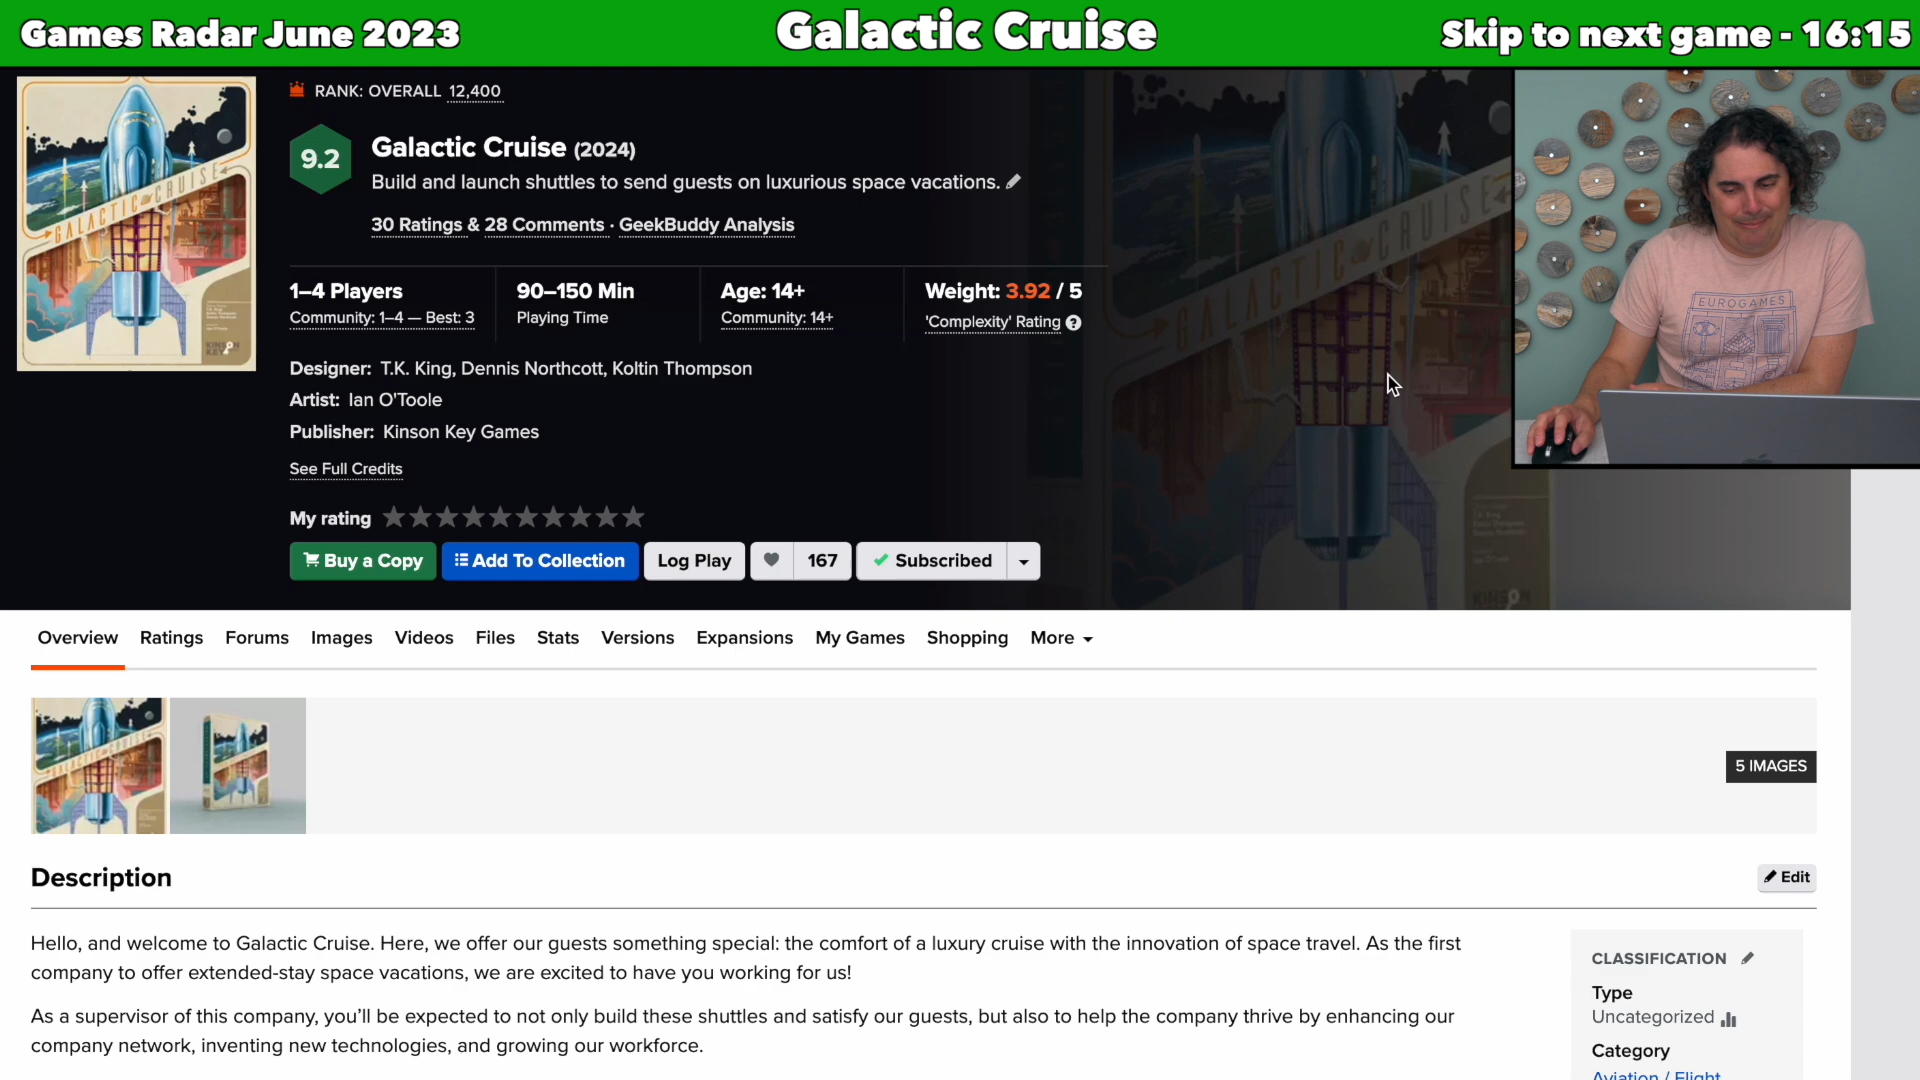 Games Radar June 2023
Galactic Cruise
Skip to next game - 16:15
GALACTIC CRUISE
KINSON
KEY
RANK: OVERALL 12,400
9.2
Galactic Cruise (2024)
Build and launch shuttles to send guests on luxurious space vacations.
30 Ratings & 28 Comments · GeekBuddy Analysis
1–4 Players
Community: 1–4 — Best: 3
90–150 Min
Playing Time
Age: 14+
Community: 14+
Weight: 3.92 / 5
'Complexity' Rating ?
Designer: T.K. King, Dennis Northcott, Koltin Thompson
Artist: Ian O'Toole
Publisher: Kinson Key Games
See Full Credits
My rating
Buy a Copy
Add To Collection
Log Play
167
Subscribed
EUROGAMES
Overview
Ratings
Forums
Images
Videos
Files
Stats
Versions
Expansions
My Games
Shopping
More
5 IMAGES
Description
Edit
Hello, and welcome to Galactic Cruise. Here, we offer our guests something special: the comfort of a luxury cruise with the innovation of space travel. As the first
company to offer extended-stay space vacations, we are excited to have you working for us!
As a supervisor of this company, you’ll be expected to not only build these shuttles and satisfy our guests, but also to help the company thrive by enhancing our
company network, inventing new technologies, and growing our workforce.
CLASSIFICATION
Type
Uncategorized
Category
Aviation / Flight